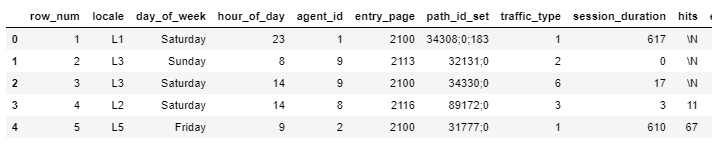 row_num locale day_of_week hour_of_day agent_id entry_page path_id_set traffic_type session_duration hits
0 1 L1 Saturday 23 1 2100 34308;0;183 1 617 \N
1 2 L3 Sunday 8 9 2113 32131;0 2 0 \N
2 3 L3 Saturday 14 9 2100 34330;0 6 17 \N
3 4 L2 Saturday 14 8 2116 89172;0 3 3 11
4 5 L5 Friday 9 2 2100 31777;0 1 610 67